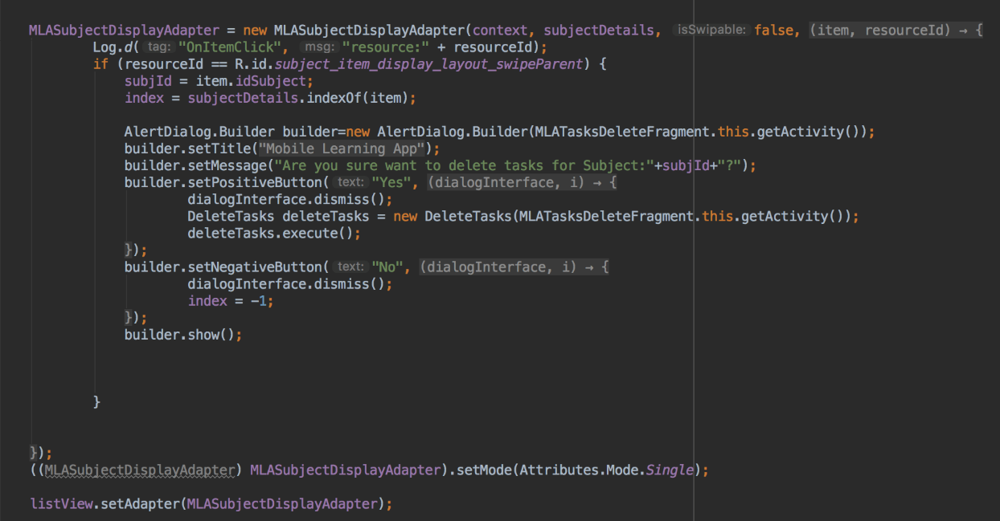 MLASubjectDisplayAdapter = new MLASubjectDisplayAdapter(context, subjectDetails, isSwipable: false, (item, resourceId) → {
Log.d( tag: "OnItemClick", msg: "resource:" + resourceId);
if (resourceId == R.id.subject_item_display_layout_swipeParent) {
subjId = item.idSubject;
index = subjectDetails.indexOf(item);
AlertDialog.Builder builder=new AlertDialog.Builder(MLATasksDeleteFragment.this.getActivity());
builder.setTitle("Mobile Learning App");
builder.setMessage("Are you sure want to delete tasks for Subject:"+subjId+"?");
builder.setPositiveButton( text: "Yes", (dialogInterface, i) → {
dialogInterface.dismiss();
DeleteTasks deleteTasks = new DeleteTasks(MLATasksDeleteFragment.this.getActivity());
deleteTasks.execute();
});
builder.setNegativeButton( text: "No", (dialogInterface, i) → {
dialogInterface.dismiss();
index = -1;
});
builder.show();
}
});
((MLASubjectDisplayAdapter) MLASubjectDisplayAdapter).setMode(Attributes.Mode.Single);
listView.setAdapter(MLASubjectDisplayAdapter);